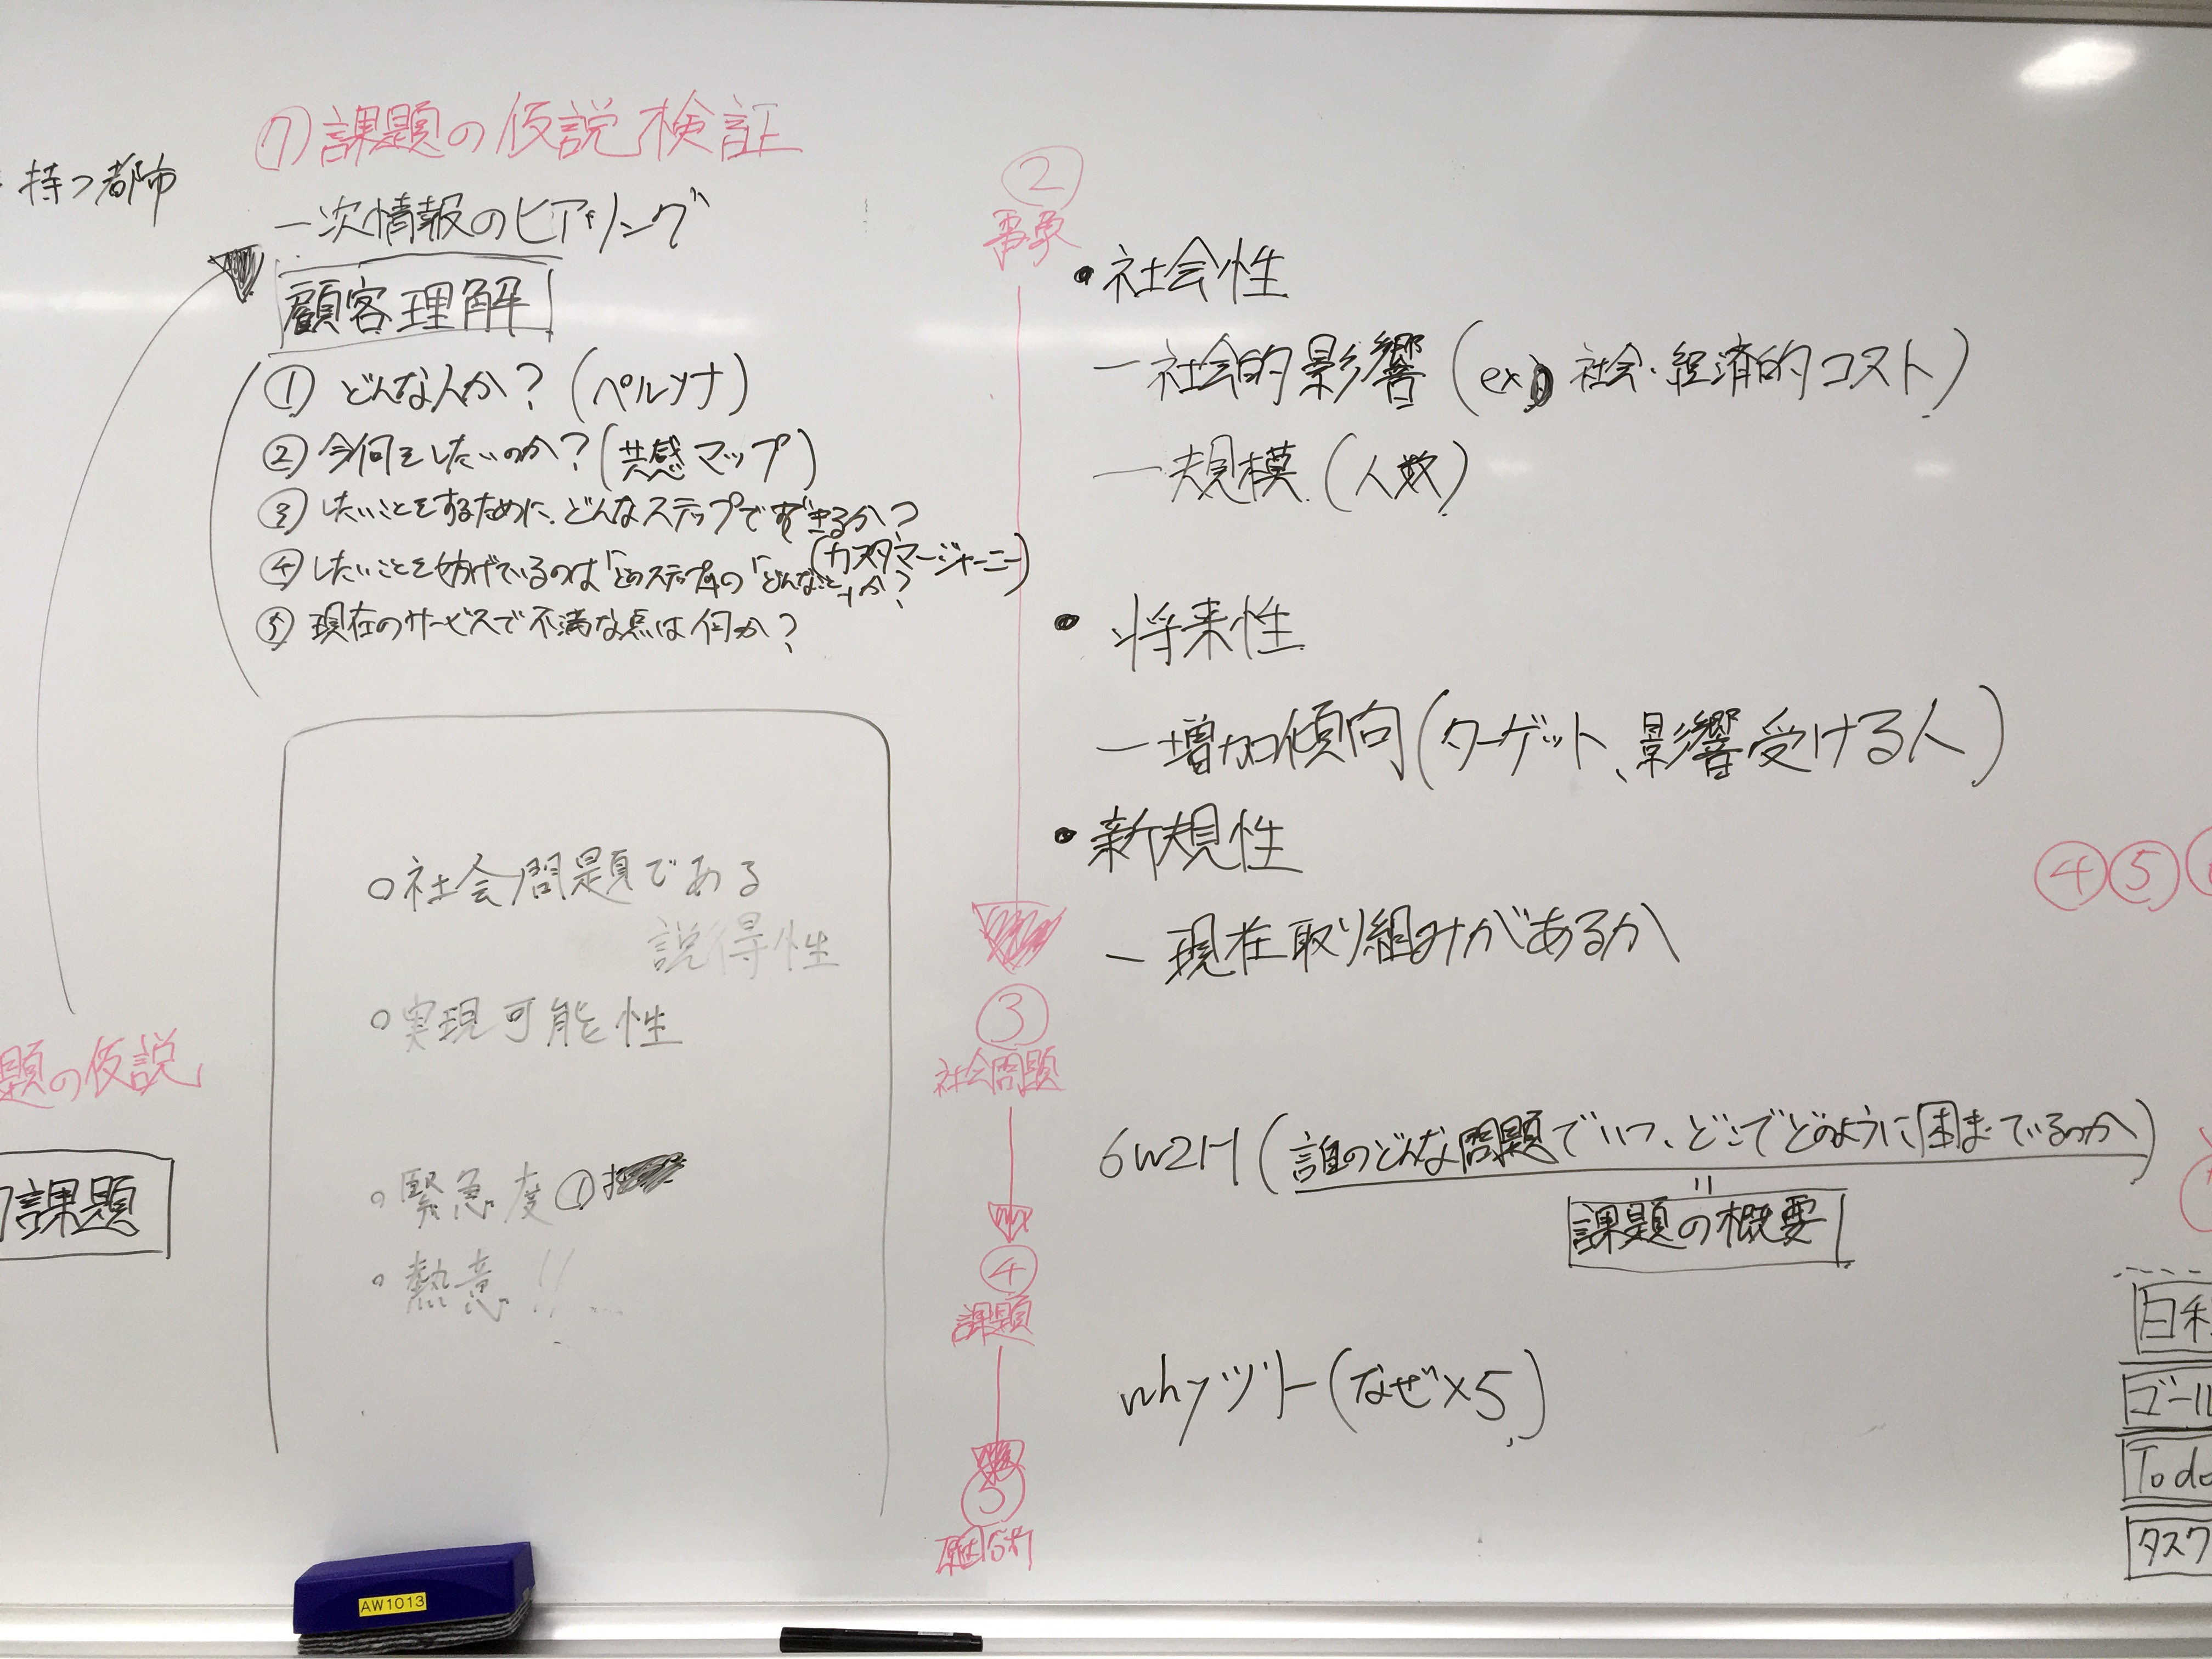 持つ都市
⑦課題の仮説検証
一次情報のヒアリング
顧客理解
① どんな人か？(ペルソナ)
② 今何をしたいのか？(共感マップ)
③ したいことをするために、どんなステップでできるか？
(カスタマージャーニー)
④ したいことを妨げているのは「どのステップ」の「どんなこと」か？
⑤ 現在のサービスで不満な点は何か？
社会問題である
説得性
実現可能性
緊急度①
熱意!!
題の仮説
課題
②
事象
③
社会問題
④
課題
⑤
原因分析
・社会性
ー社会的影響(ex) 社会・経済的コスト)
ー規模(人数)
・将来性
ー増加傾向(ターゲット、影響受ける人)
・新規性
ー現在取り組みがあるか
6W2H(誰のどんな問題でいつ、どこでどのように困まているのか)
=
課題の概要
whyツリー(なぜ×5)
④⑤
ゴール
Todo
タスク
AW1013